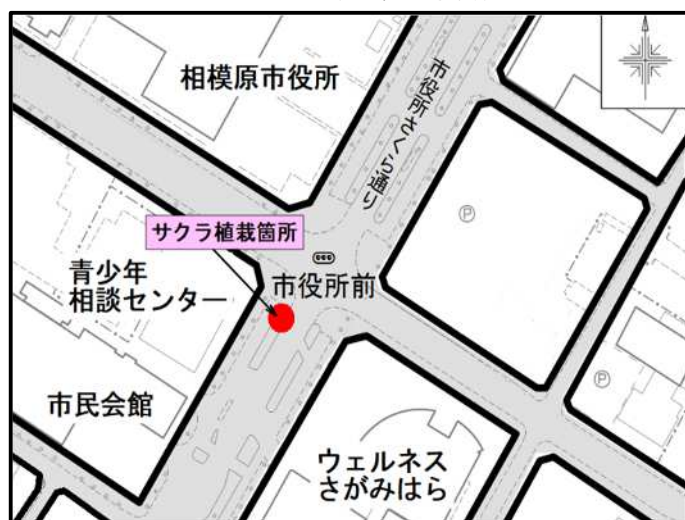 相模原市役所
市役所さくら通り
サクラ植栽箇所
Ⓟ
市役所前
青少年
相談センター
Ⓟ
市民会館
ウェルネス
さがみはら